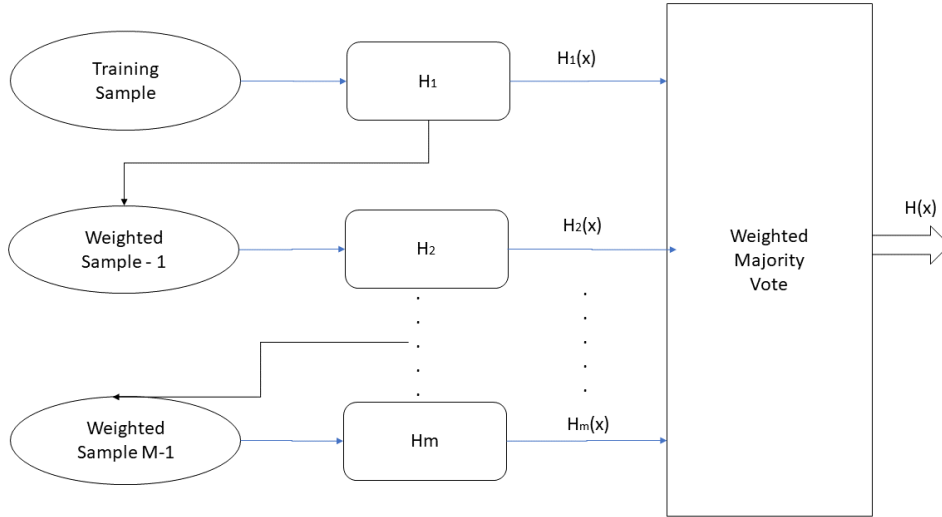 Training
Sample
H1
H1(x)
Weighted
Sample - 1
H2
H2(x)
Weighted
Majority
Vote
H(x)
Weighted
Sample M-1
Hm
Hm(x)